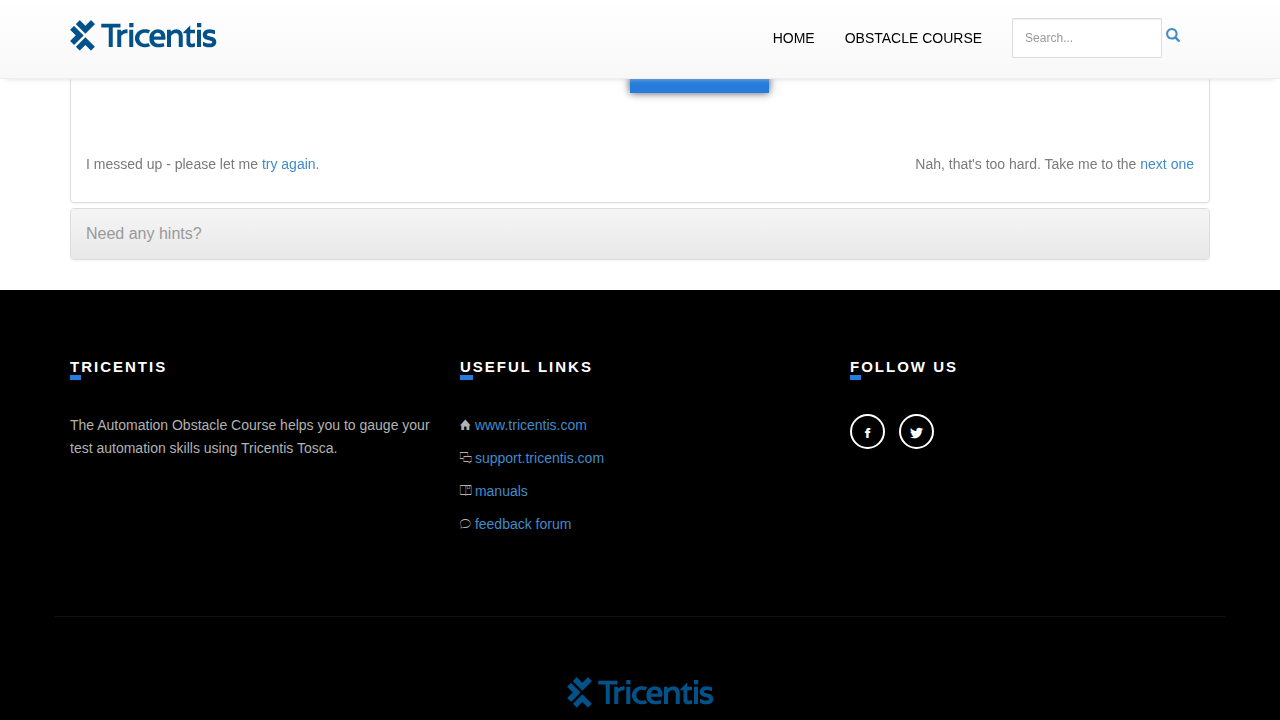 Tricentis
HOME
OBSTACLE COURSE
Search...
I messed up - please let me try again.
Nah, that's too hard. Take me to the next one
Need any hints?
TRICENTIS
The Automation Obstacle Course helps you to gauge your
test automation skills using Tricentis Tosca.
USEFUL LINKS
www.tricentis.com
support.tricentis.com
manuals
feedback forum
FOLLOW US
Tricentis